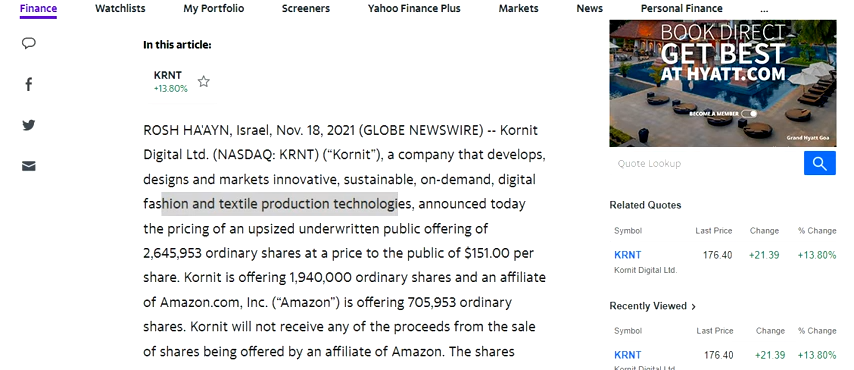 Finance Watchlists My Portfolio Screeners Yahoo Finance Plus Markets News Personal Finance ...
In this article:
KRNT
+13.80%
ROSH HA'AYN, Israel, Nov. 18, 2021 (GLOBE NEWSWIRE) -- Kornit
Digital Ltd. (NASDAQ: KRNT) (“Kornit”), a company that develops,
designs and markets innovative, sustainable, on-demand, digital
fashion and textile production technologies, announced today
the pricing of an upsized underwritten public offering of
2,645,953 ordinary shares at a price to the public of $151.00 per
share. Kornit is offering 1,940,000 ordinary shares and an affiliate
of Amazon.com, Inc. (“Amazon”) is offering 705,953 ordinary
shares. Kornit will not receive any of the proceeds from the sale
of shares being offered by an affiliate of Amazon. The shares
BOOK DIRECT
GET BEST
AT HYATT.COM
BECOME A MEMBER
Grand Hyatt Goa
Quote Lookup
Related Quotes
Symbol Last Price Change % Change
KRNT 176.40 +21.39 +13.80%
Kornit Digital Ltd.
Recently Viewed >
Symbol Last Price Change % Change
KRNT 176.40 +21.39 +13.80%
Kornit Digital Ltd.